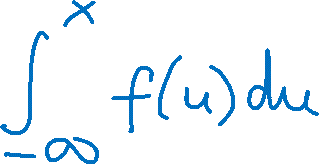 ∫_{-∞}^{x} f(u) du